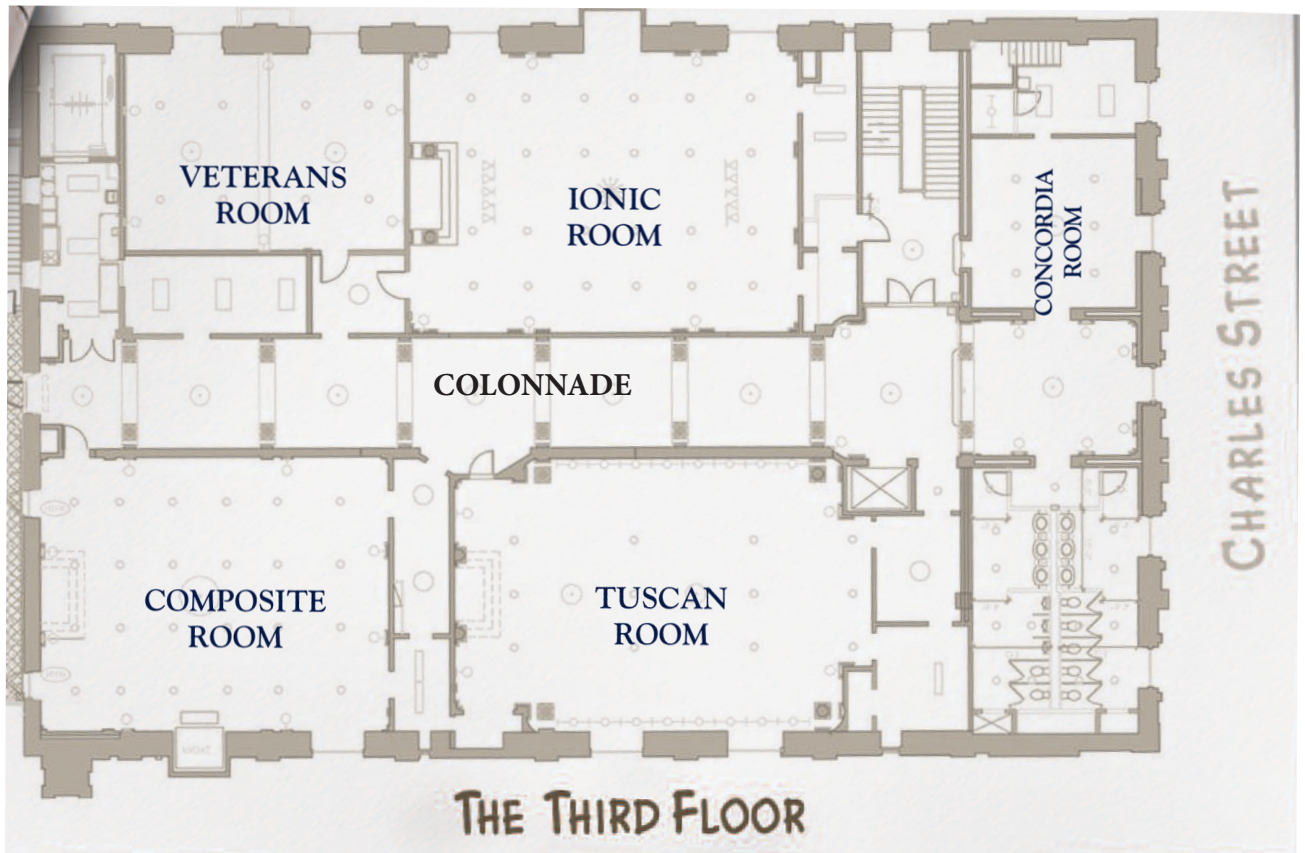 VETERANS
ROOM
IONIC
ROOM
CONCORDIA
ROOM
COLONNADE
COMPOSITE
ROOM
TUSCAN
ROOM
CHARLES STREET
THE THIRD FLOOR